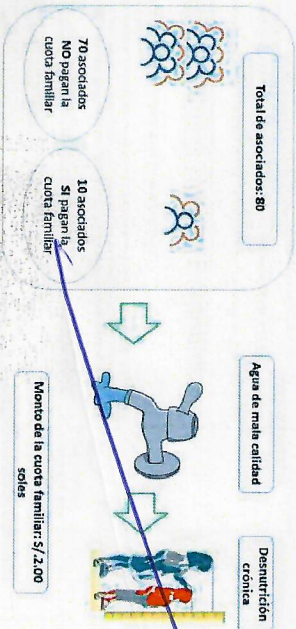 Total de asociados: 80
70 asociados
NO pagan la
cuota familiar
10 asociados
SI pagan la
cuota familiar
Agua de mala calidad
Monto de la cuota familiar: S/.2.00
soles
Desnutrición
crónica